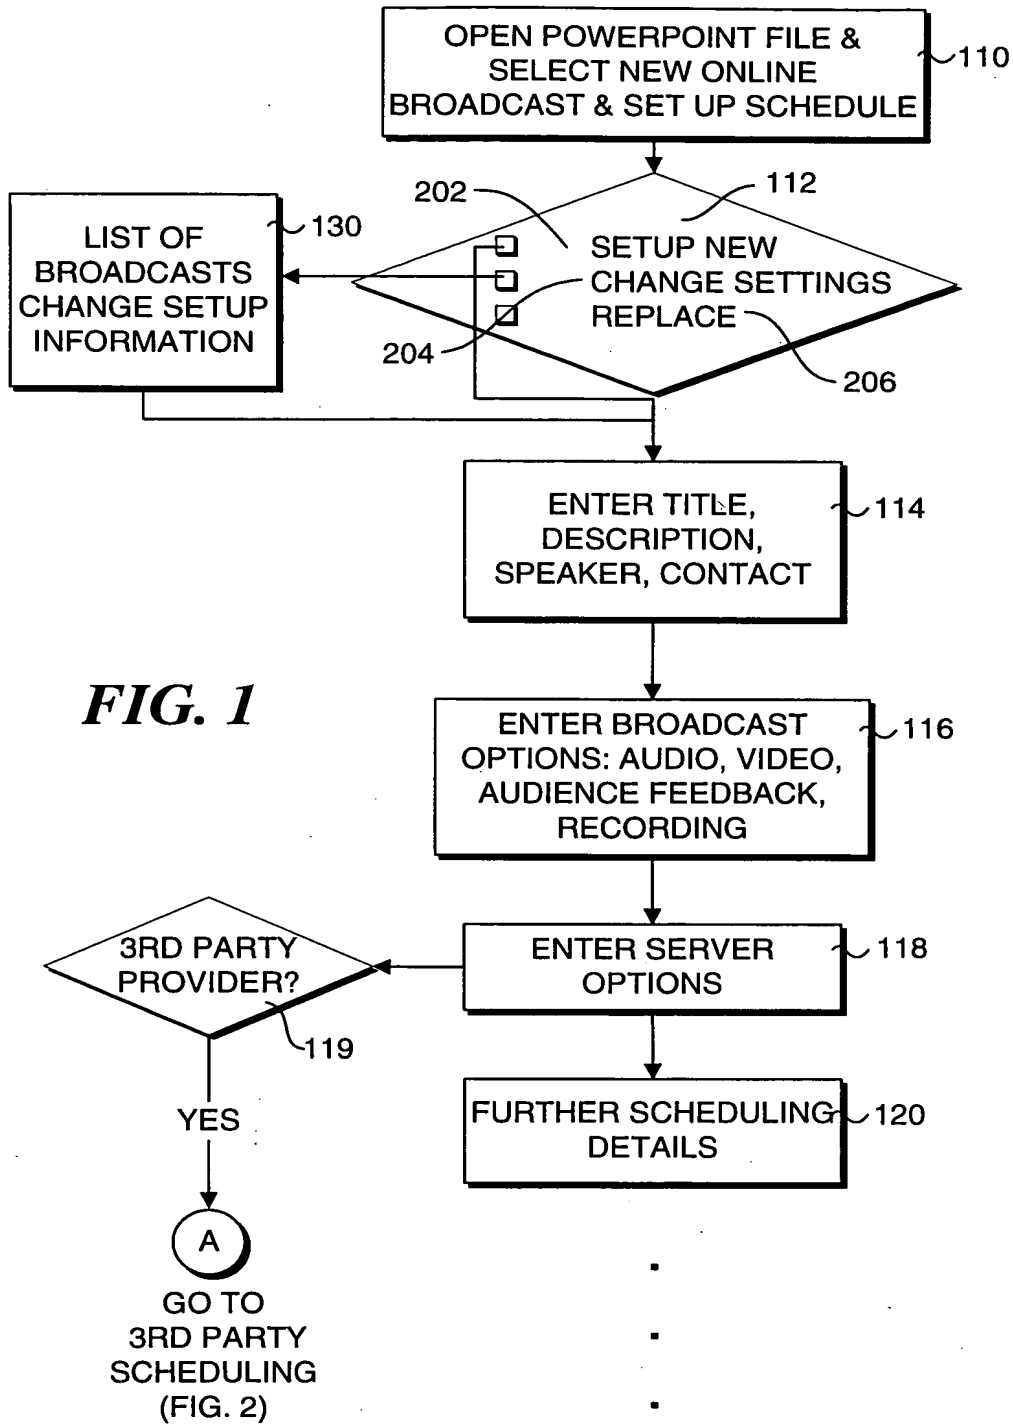 OPEN POWERPOINT FILE &
SELECT NEW ONLINE
BROADCAST & SET UP SCHEDULE
110
112
202
SETUP NEW
CHANGE SETTINGS
REPLACE
204
206
LIST OF
BROADCASTS
CHANGE SETUP
INFORMATION
130
ENTER TITLE,
DESCRIPTION,
SPEAKER, CONTACT
114
FIG. 1
ENTER BROADCAST
OPTIONS: AUDIO, VIDEO,
AUDIENCE FEEDBACK,
RECORDING
116
ENTER SERVER
OPTIONS
118
3RD PARTY
PROVIDER?
119
YES
FURTHER SCHEDULING
DETAILS
120
A
GO TO
3RD PARTY
SCHEDULING
(FIG. 2)